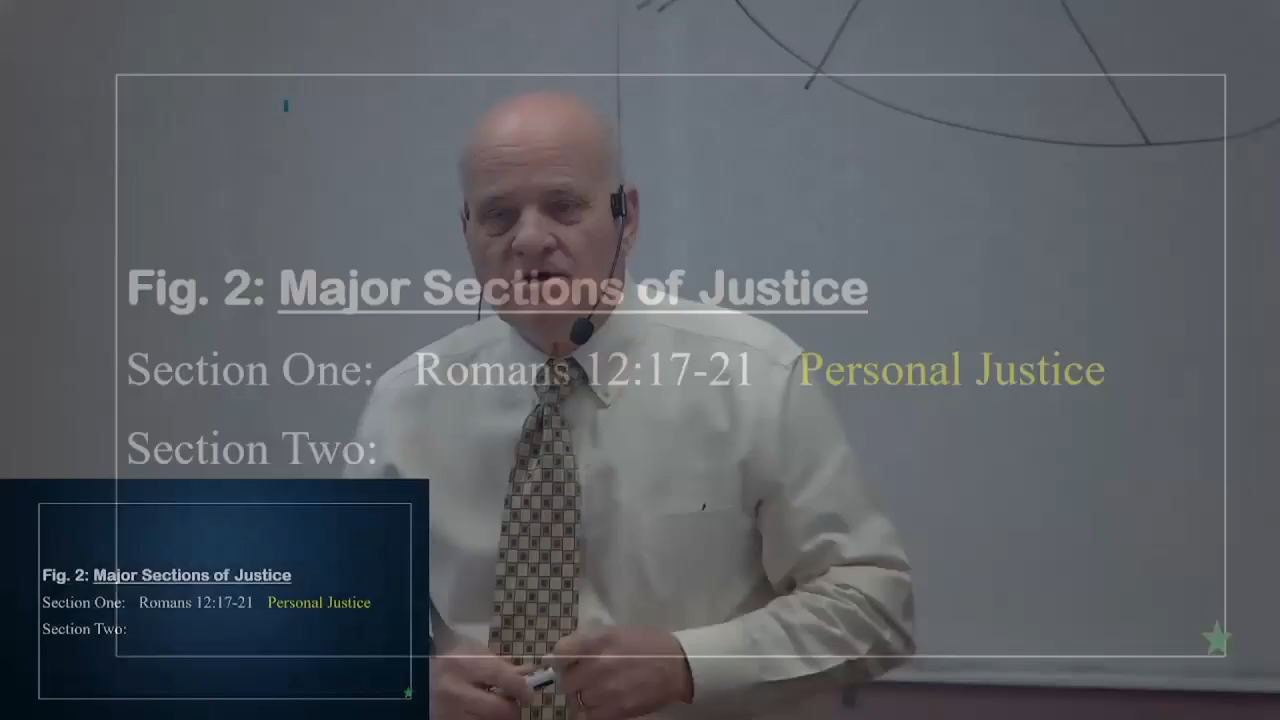 Fig. 2: Major Sections of Justice
Section One: Romans 12:17-21 Personal Justice
Section Two:
Fig. 2: Major Sections of Justice
Section One: Romans 12:17-21 Personal Justice
Section Two: